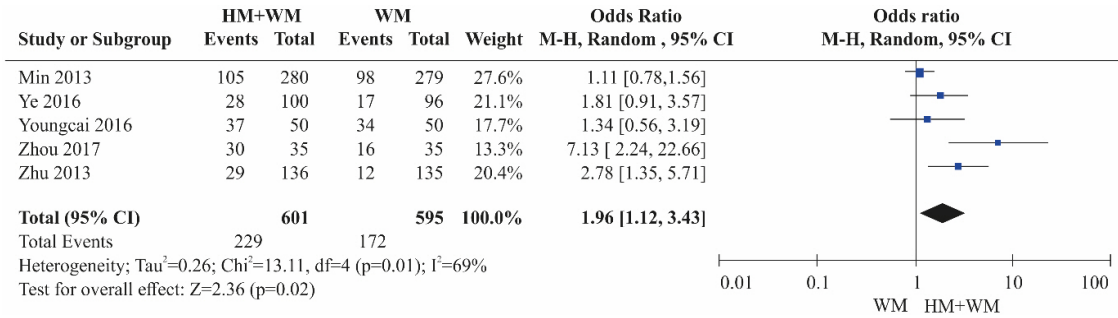 HM+WM WM Odds Ratio Odds ratio
Study or Subgroup Events Total Events Total Weight M-H, Random , 95% CI M-H, Random, 95% CI
Min 2013 105 280 98 279 27.6% 1.11 [0.78,1.56]
Ye 2016 28 100 17 96 21.1% 1.81 [0.91, 3.57]
Youngcai 2016 37 50 34 50 17.7% 1.34 [0.56, 3.19]
Zhou 2017 30 35 16 35 13.3% 7.13 [ 2.24, 22.66]
Zhu 2013 29 136 12 135 20.4% 2.78 [1.35, 5.71]
Total (95% CI) 601 595 100.0% 1.96 [1.12, 3.43]
Total Events 229 172
Heterogeneity; Tau²=0.26; Chi²=13.11, df=4 (p=0.01); I²=69%
Test for overall effect: Z=2.36 (p=0.02)
0.01 0.1 1 10 100
WM HM+WM